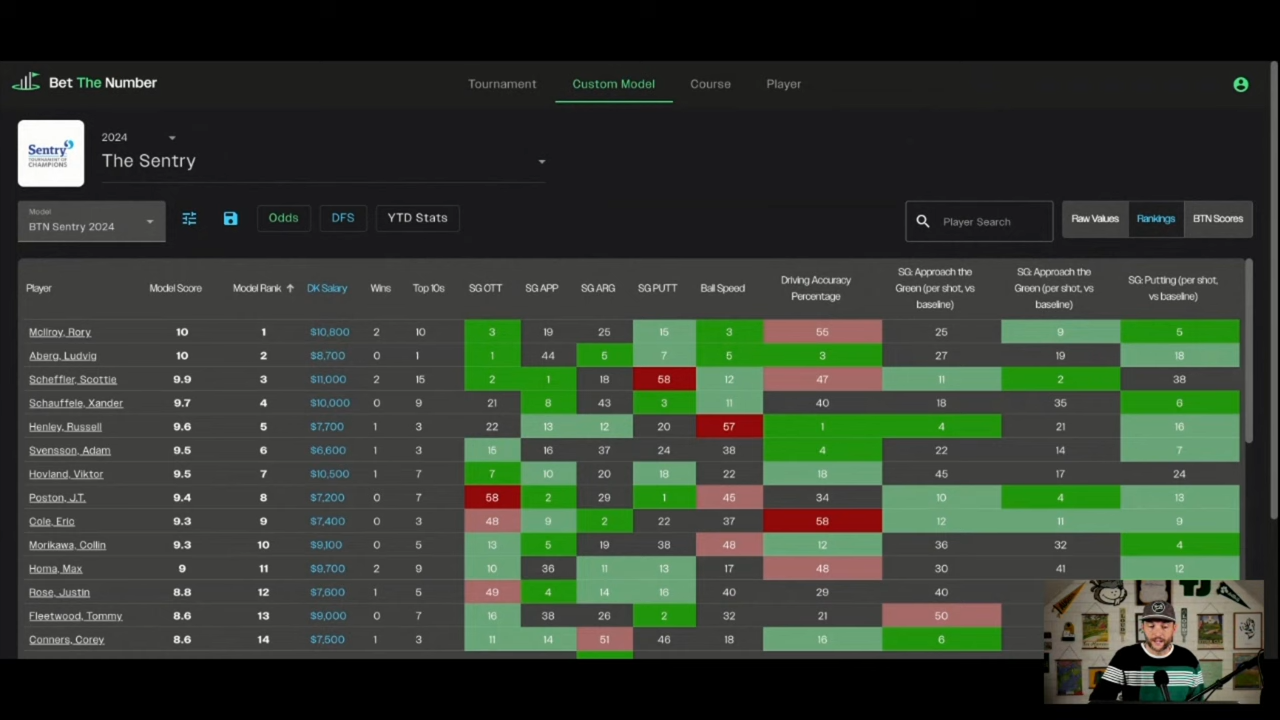 Bet The Number
Tournament Custom Model Course Player
Sentry
TOURNAMENT OF
CHAMPIONS
2024
The Sentry
Model
BTN Sentry 2024
Odds DFS YTD Stats
Player Search
Raw Values Rankings BTN Scores
Player Model Score Model Rank ↑ DK Salary Wins Top 10s SG OTT SG APP SG ARG SG PUTT Ball Speed Driving Accuracy Percentage SG: Approach the Green (per shot, vs baseline) SG: Approach the Green (per shot, vs baseline) SG: Putting (per shot, vs baseline)
McIlroy, Rory 10 1 $10,800 2 10 3 19 25 15 3 55 25 9 5
Aberg, Ludvig 10 2 $8,700 0 1 1 44 5 7 5 3 27 19 18
Scheffler, Scottie 9.9 3 $11,000 2 15 2 1 18 58 12 47 11 2 38
Schauffele, Xander 9.7 4 $10,000 0 9 21 8 43 3 11 40 18 35 6
Henley, Russell 9.6 5 $7,700 1 3 22 13 12 20 57 1 4 21 16
Svensson, Adam 9.5 6 $6,600 1 3 15 16 37 24 38 4 22 14 7
Hovland, Viktor 9.5 7 $10,500 1 7 7 10 20 18 22 18 45 17 24
Poston, J.T. 9.4 8 $7,200 0 7 58 2 29 1 45 34 10 4 13
Cole, Eric 9.3 9 $7,400 0 3 48 9 2 22 37 58 12 11 9
Morikawa, Collin 9.3 10 $9,100 0 5 13 5 19 38 48 12 36 32 4
Homa, Max 9 11 $9,700 2 9 10 36 11 13 17 48 30 41 12
Rose, Justin 8.8 12 $7,600 1 5 49 4 14 16 40 29 40
Fleetwood, Tommy 8.6 13 $9,000 0 7 16 38 26 2 32 21 50
Conners, Corey 8.6 14 $7,500 1 3 11 14 51 46 18 16 6